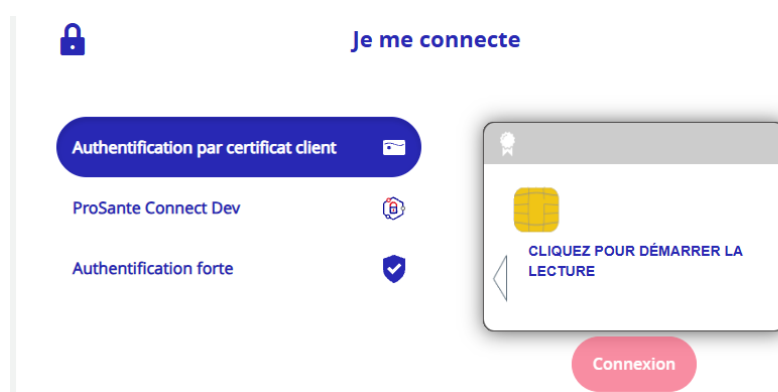 Je me connecte
Authentification par certificat client
ProSante Connect Dev
Authentification forte
CLIQUEZ POUR DÉMARRER LA
LECTURE
Connexion